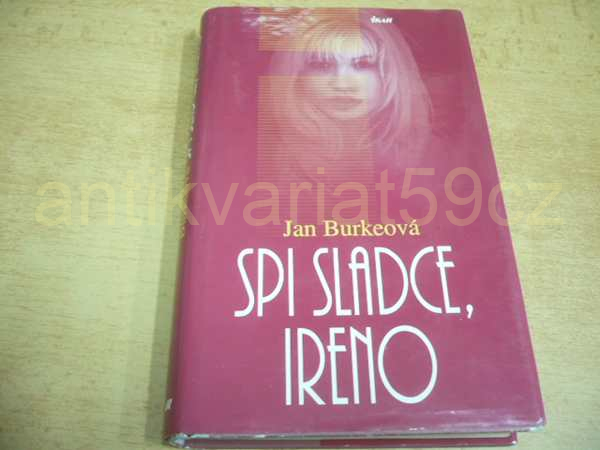 IKAR
antikvariat59cz
Jan Burkeová
SPI SLADCE,
IRENO